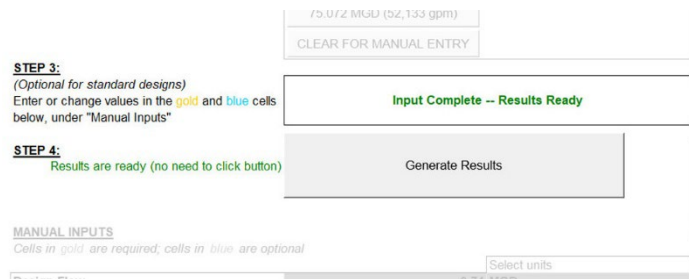 75.072 MGD (52,133 gpm)
CLEAR FOR MANUAL ENTRY
STEP 3:
(Optional for standard designs)
Enter or change values in the gold and blue cells
below, under "Manual Inputs"
Input Complete -- Results Ready
STEP 4:
Results are ready (no need to click button)
Generate Results
MANUAL INPUTS
Cells in gold are required; cells in blue are optional
Select units